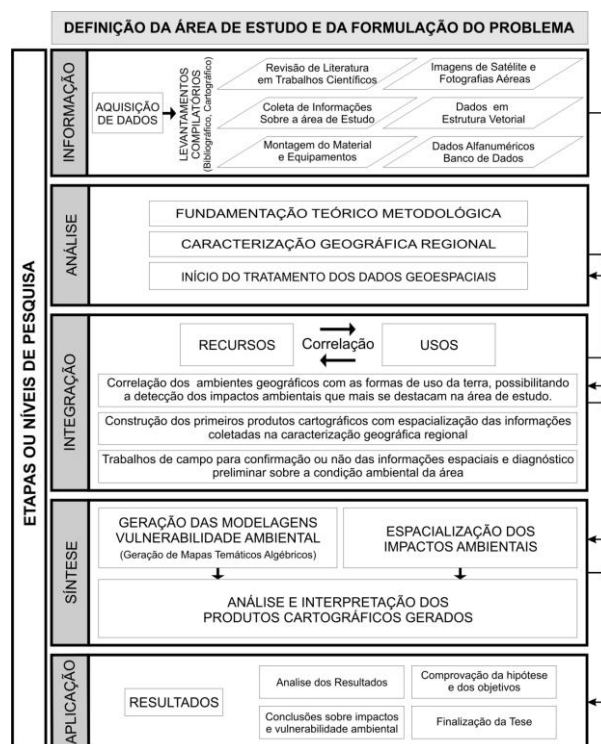 DEFINIÇÃO DA ÁREA DE ESTUDO E DA FORMULAÇÃO DO PROBLEMA
ETAPAS OU NÍVEIS DE PESQUISA
INFORMAÇÃO
AQUISIÇÃO
DE DADOS
LEVANTAMENTOS
COMPILATÓRIOS
(Bibliográfico, Cartográfico)
Revisão de Literatura
em Trabalhos Científicos
Imagens de Satélite e
Fotografias Aéreas
Coleta de Informações
Sobre a área de Estudo
Dados em
Estrutura Vetorial
Montagem do Material
e Equipamentos
Dados Alfanuméricos
Banco de Dados
ANÁLISE
FUNDAMENTAÇÃO TEÓRICO METODOLÓGICA
CARACTERIZAÇÃO GEOGRÁFICA REGIONAL
INÍCIO DO TRATAMENTO DOS DADOS GEOESPACIAIS
INTEGRAÇÃO
RECURSOS
Correlação
USOS
Correlação dos ambientes geográficos com as formas de uso da terra, possibilitando
a detecção dos impactos ambientais que mais se destacam na área de estudo.
Construção dos primeiros produtos cartográficos com espacialização das informações
coletadas na caracterização geográfica regional
Trabalhos de campo para confirmação ou não das informações espaciais e diagnóstico
preliminar sobre a condição ambiental da área
SÍNTESE
GERAÇÃO DAS MODELAGENS
VULNERABILIDADE AMBIENTAL
(Geração de Mapas Temáticos Algébricos)
ESPACIALIZAÇÃO DOS
IMPACTOS AMBIENTAIS
ANÁLISE E INTERPRETAÇÃO DOS
PRODUTOS CARTOGRÁFICOS GERADOS
APLICAÇÃO
RESULTADOS
Analise dos Resultados
Comprovação da hipótese
e dos objetivos
Conclusões sobre impactos
e vulnerabilidade ambiental
Finalização da Tese